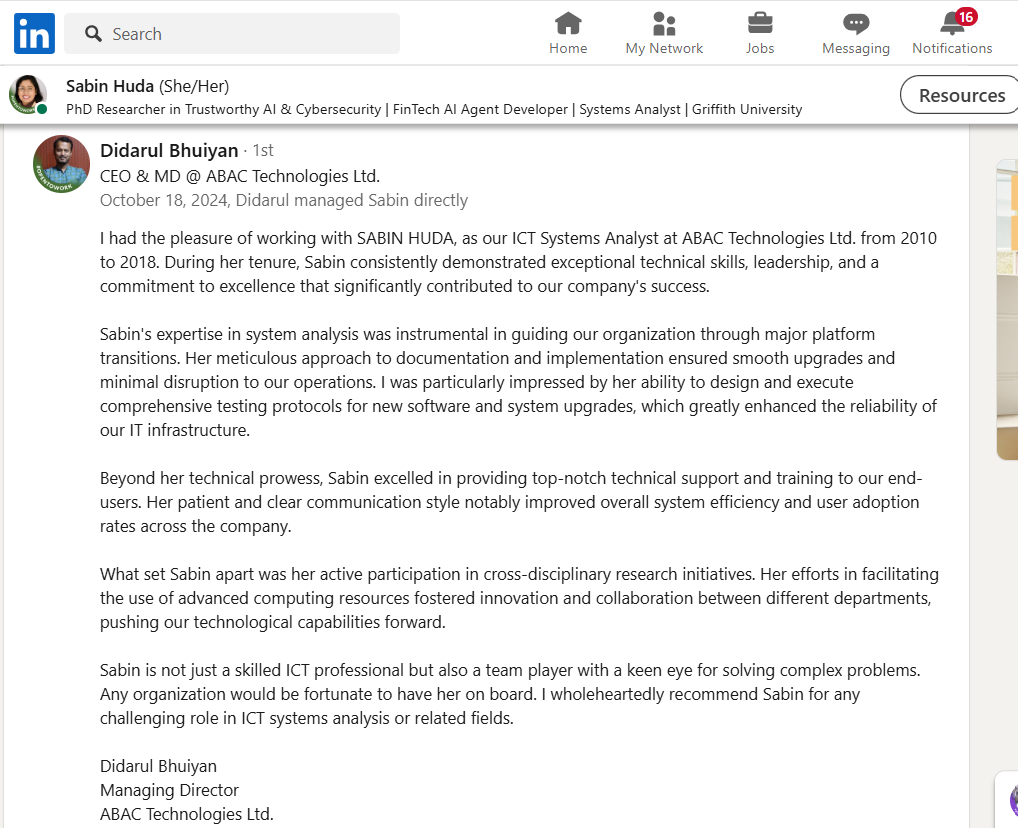 in
Search
Home
My Network
Jobs
Messaging
16
Notifications
Sabin Huda (She/Her)
PhD Researcher in Trustworthy AI & Cybersecurity | FinTech AI Agent Developer | Systems Analyst | Griffith University
Resources
Didarul Bhuiyan · 1st
CEO & MD @ ABAC Technologies Ltd.
#OPENTOWORK
October 18, 2024, Didarul managed Sabin directly
I had the pleasure of working with SABIN HUDA, as our ICT Systems Analyst at ABAC Technologies Ltd. from 2010
to 2018. During her tenure, Sabin consistently demonstrated exceptional technical skills, leadership, and a
commitment to excellence that significantly contributed to our company's success.
Sabin's expertise in system analysis was instrumental in guiding our organization through major platform
transitions. Her meticulous approach to documentation and implementation ensured smooth upgrades and
minimal disruption to our operations. I was particularly impressed by her ability to design and execute
comprehensive testing protocols for new software and system upgrades, which greatly enhanced the reliability of
our IT infrastructure.
Beyond her technical prowess, Sabin excelled in providing top-notch technical support and training to our end-
users. Her patient and clear communication style notably improved overall system efficiency and user adoption
rates across the company.
What set Sabin apart was her active participation in cross-disciplinary research initiatives. Her efforts in facilitating
the use of advanced computing resources fostered innovation and collaboration between different departments,
pushing our technological capabilities forward.
Sabin is not just a skilled ICT professional but also a team player with a keen eye for solving complex problems.
Any organization would be fortunate to have her on board. I wholeheartedly recommend Sabin for any
challenging role in ICT systems analysis or related fields.
Didarul Bhuiyan
Managing Director
ABAC Technologies Ltd.